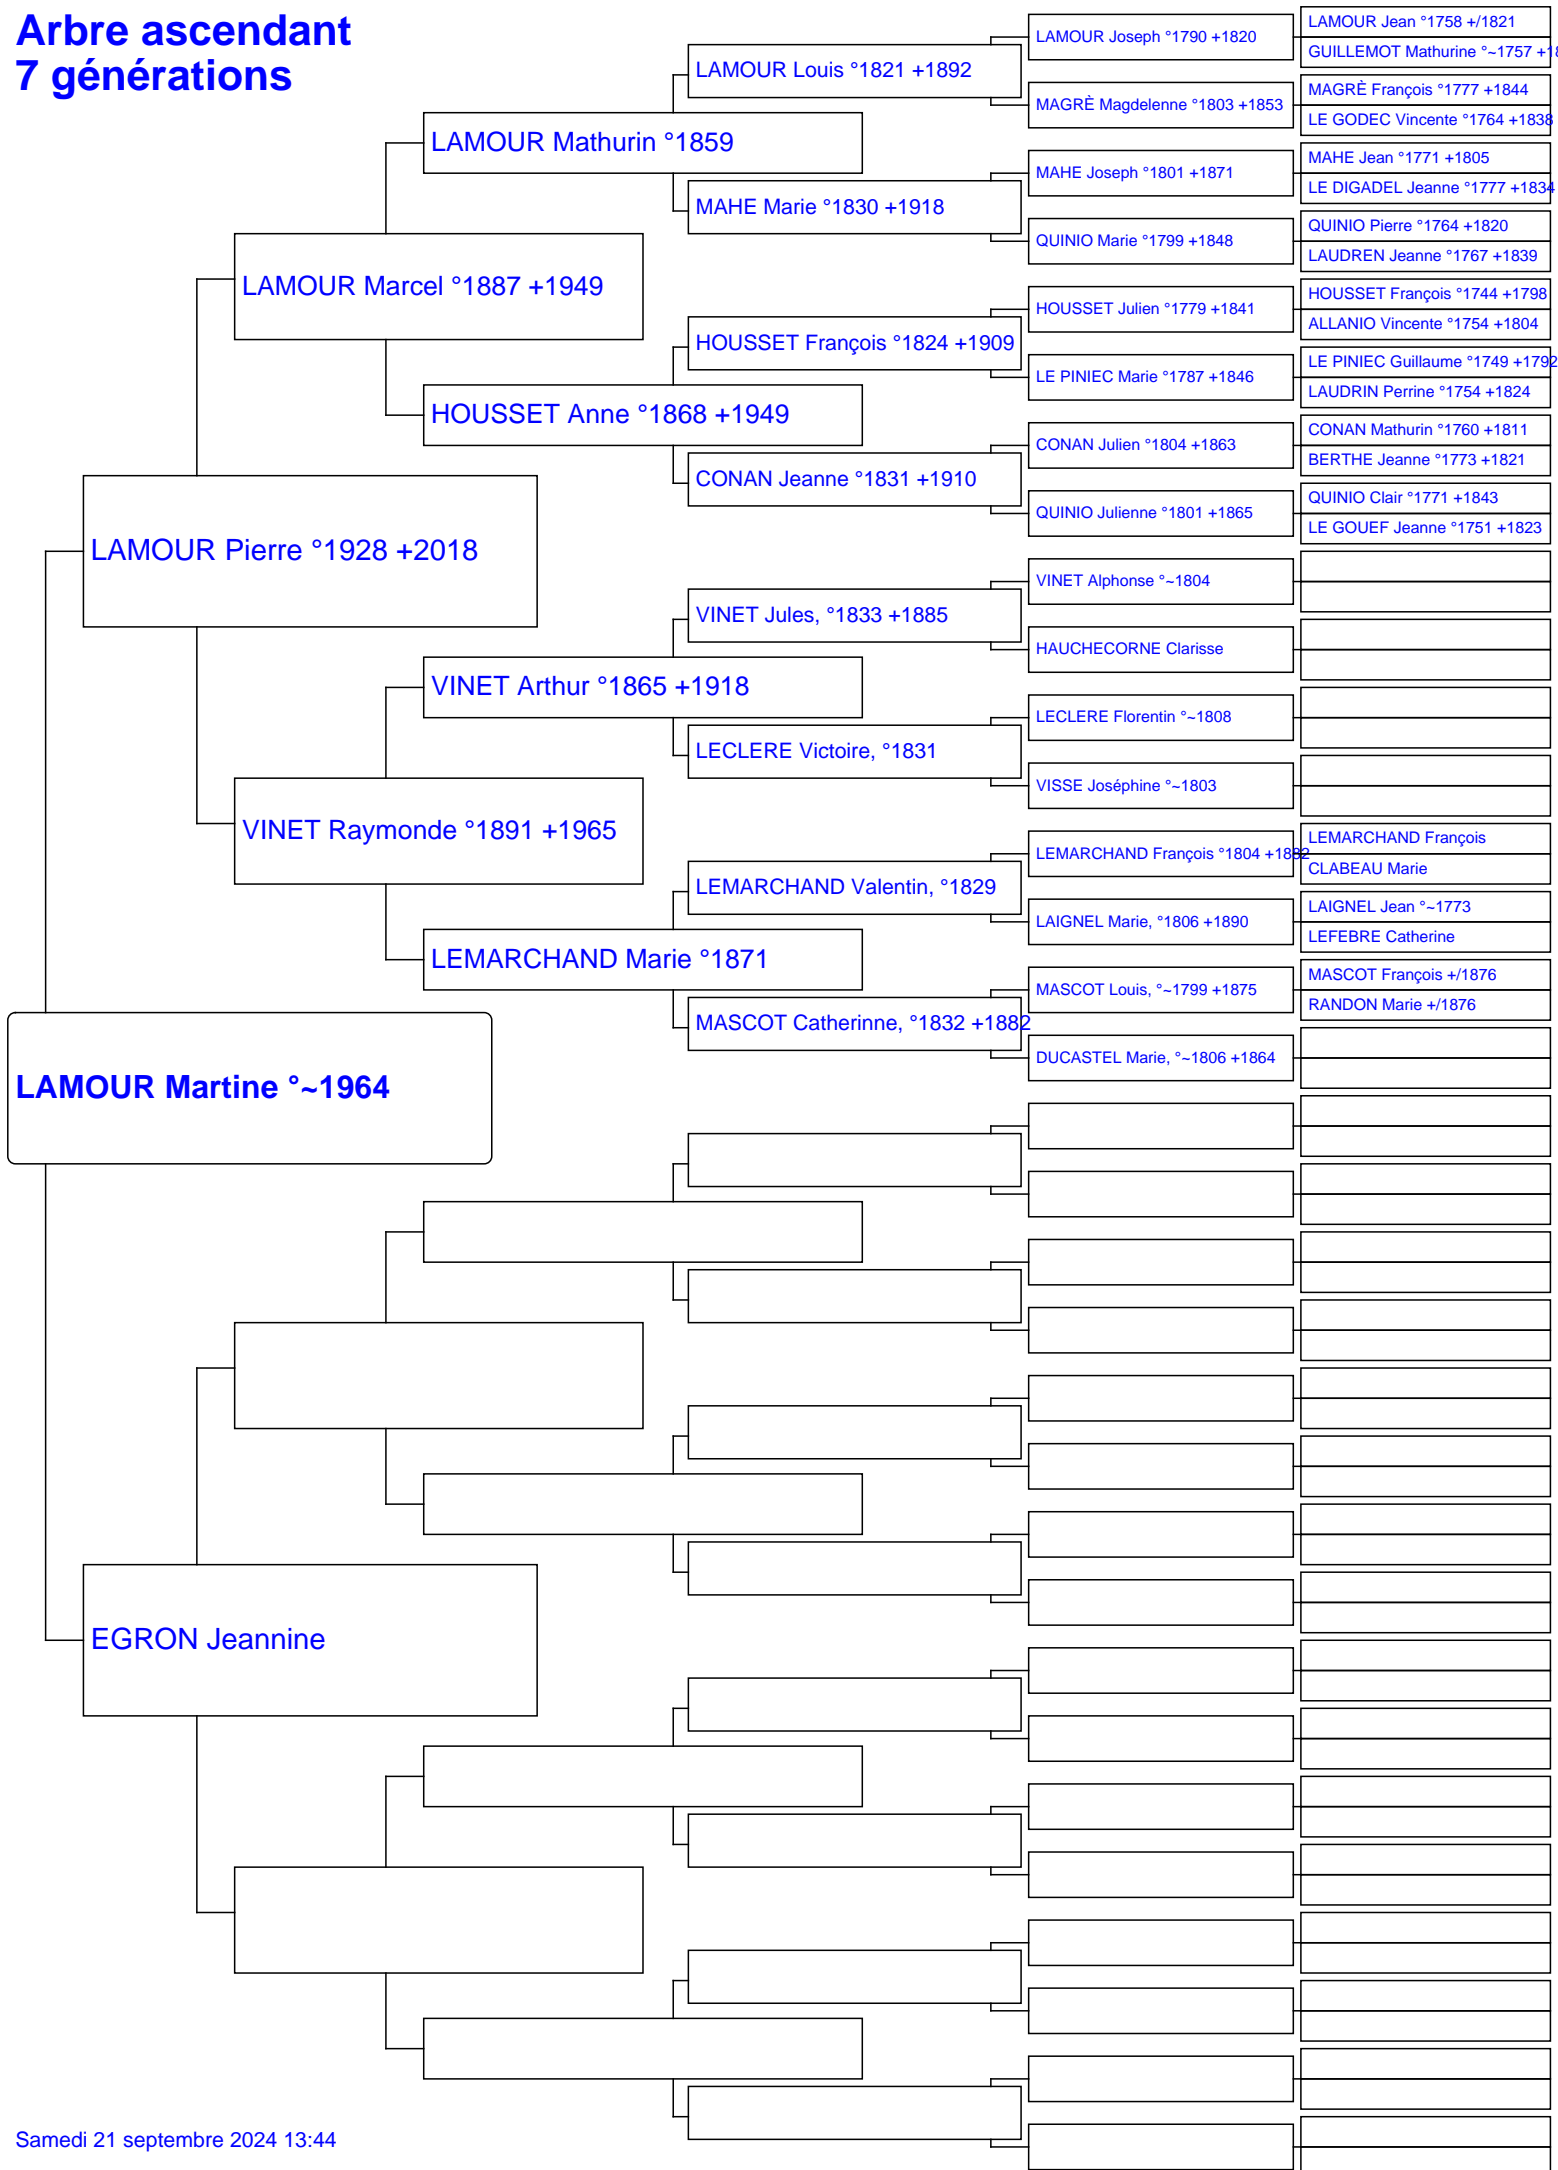 Arbre ascendant
7 générations
LAMOUR Martine °~1964
LAMOUR Pierre °1928 +2018
EGRON Jeannine
LAMOUR Marcel °1887 +1949
VINET Raymonde °1891 +1965
LAMOUR Mathurin °1859
HOUSSET Anne °1868 +1949
VINET Arthur °1865 +1918
LEMARCHAND Marie °1871
LAMOUR Louis °1821 +1892
MAHE Marie °1830 +1918
HOUSSET François °1824 +1909
CONAN Jeanne °1831 +1910
VINET Jules, °1833 +1885
LECLERE Victoire, °1831
LEMARCHAND Valentin, °1829
MASCOT Catherinne, °1832 +1882
LAMOUR Joseph °1790 +1820
MAGRÈ Magdelenne °1803 +1853
MAHE Joseph °1801 +1871
QUINIO Marie °1799 +1848
HOUSSET Julien °1779 +1841
LE PINIEC Marie °1787 +1846
CONAN Julien °1804 +1863
QUINIO Julienne °1801 +1865
VINET Alphonse °~1804
HAUCHECORNE Clarisse
LECLERE Florentin °~1808
VISSE Joséphine °~1803
LEMARCHAND François °1804 +1882
LAIGNEL Marie, °1806 +1890
MASCOT Louis, °~1799 +1875
DUCASTEL Marie, °~1806 +1864
LAMOUR Jean °1758 +/1821
GUILLEMOT Mathurine °~1757
MAGRÈ François °1777 +1844
LE GODEC Vincente °1764 +1838
MAHE Jean °1771 +1805
LE DIGADEL Jeanne °1777 +1834
QUINIO Pierre °1764 +1820
LAUDREN Jeanne °1767 +1839
HOUSSET François °1744 +1798
ALLANIO Vincente °1754 +1804
LE PINIEC Guillaume °1749 +1792
LAUDRIN Perrine °1754 +1824
CONAN Mathurin °1760 +1811
BERTHE Jeanne °1773 +1821
QUINIO Clair °1771 +1843
LE GOUEF Jeanne °1751 +1823
LEMARCHAND François
CLABEAU Marie
LAIGNEL Jean °~1773
LEFEBRE Catherine
MASCOT François +/1876
RANDON Marie +/1876
Samedi 21 septembre 2024 13:44